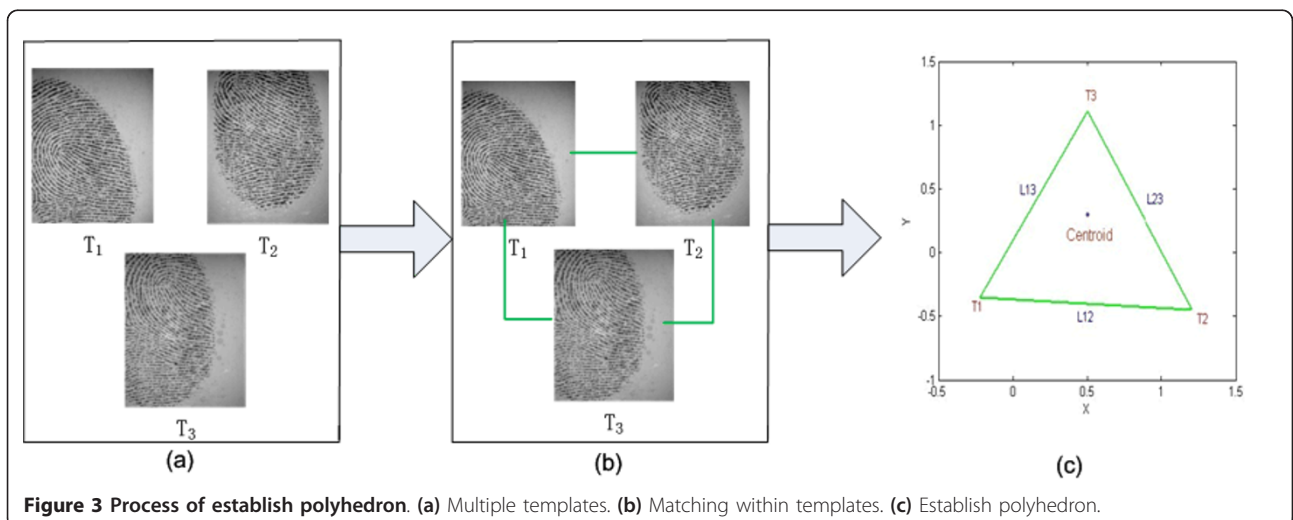 T₁
T₂
T₃
(a)
T₁
T₂
T₃
(b)
1.5
1
0.5
0
-0.5
-1
Y
T3
L13
L23
Centroid
T1
L12
T2
-0.5
0
0.5
1
1.5
X
(c)
Figure 3 Process of establish polyhedron. (a) Multiple templates. (b) Matching within templates. (c) Establish polyhedron.